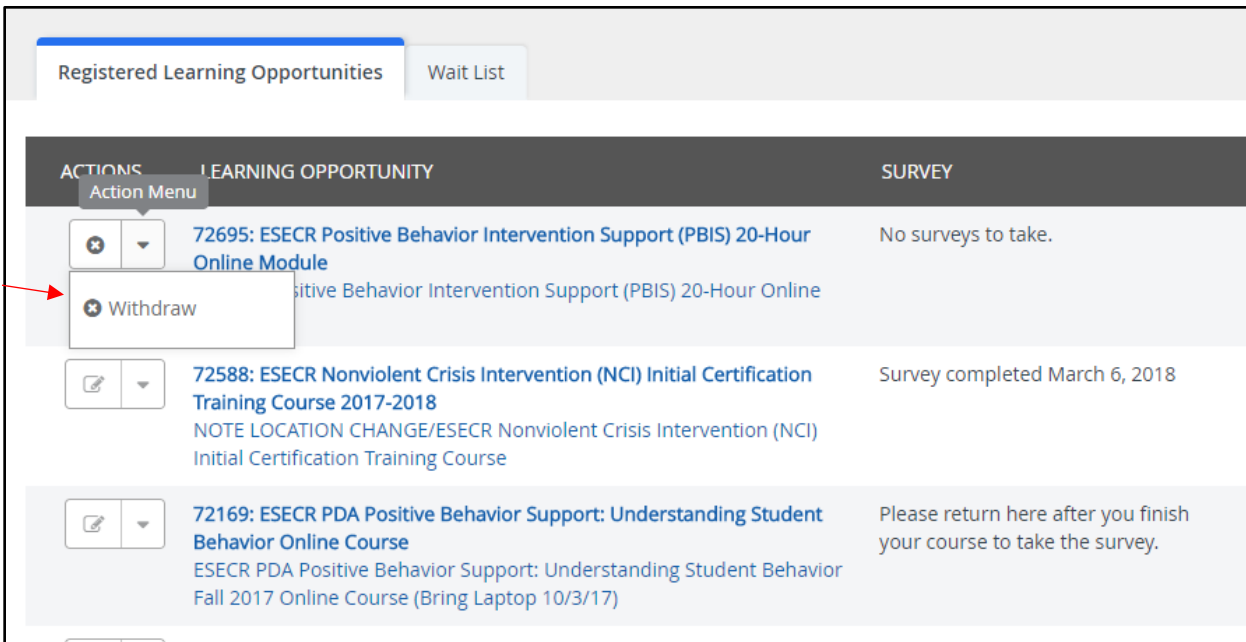 Registered Learning Opportunities Wait List
ACTIONS LEARNING OPPORTUNITY SURVEY
Action Menu
72695: ESECR Positive Behavior Intervention Support (PBIS) 20-Hour No surveys to take.
Online Module
sitive Behavior Intervention Support (PBIS) 20-Hour Online
Withdraw
72588: ESECR Nonviolent Crisis Intervention (NCI) Initial Certification Survey completed March 6, 2018
Training Course 2017-2018
NOTE LOCATION CHANGE/ESECR Nonviolent Crisis Intervention (NCI)
Initial Certification Training Course
72169: ESECR PDA Positive Behavior Support: Understanding Student Please return here after you finish
Behavior Online Course your course to take the survey.
ESECR PDA Positive Behavior Support: Understanding Student Behavior
Fall 2017 Online Course (Bring Laptop 10/3/17)